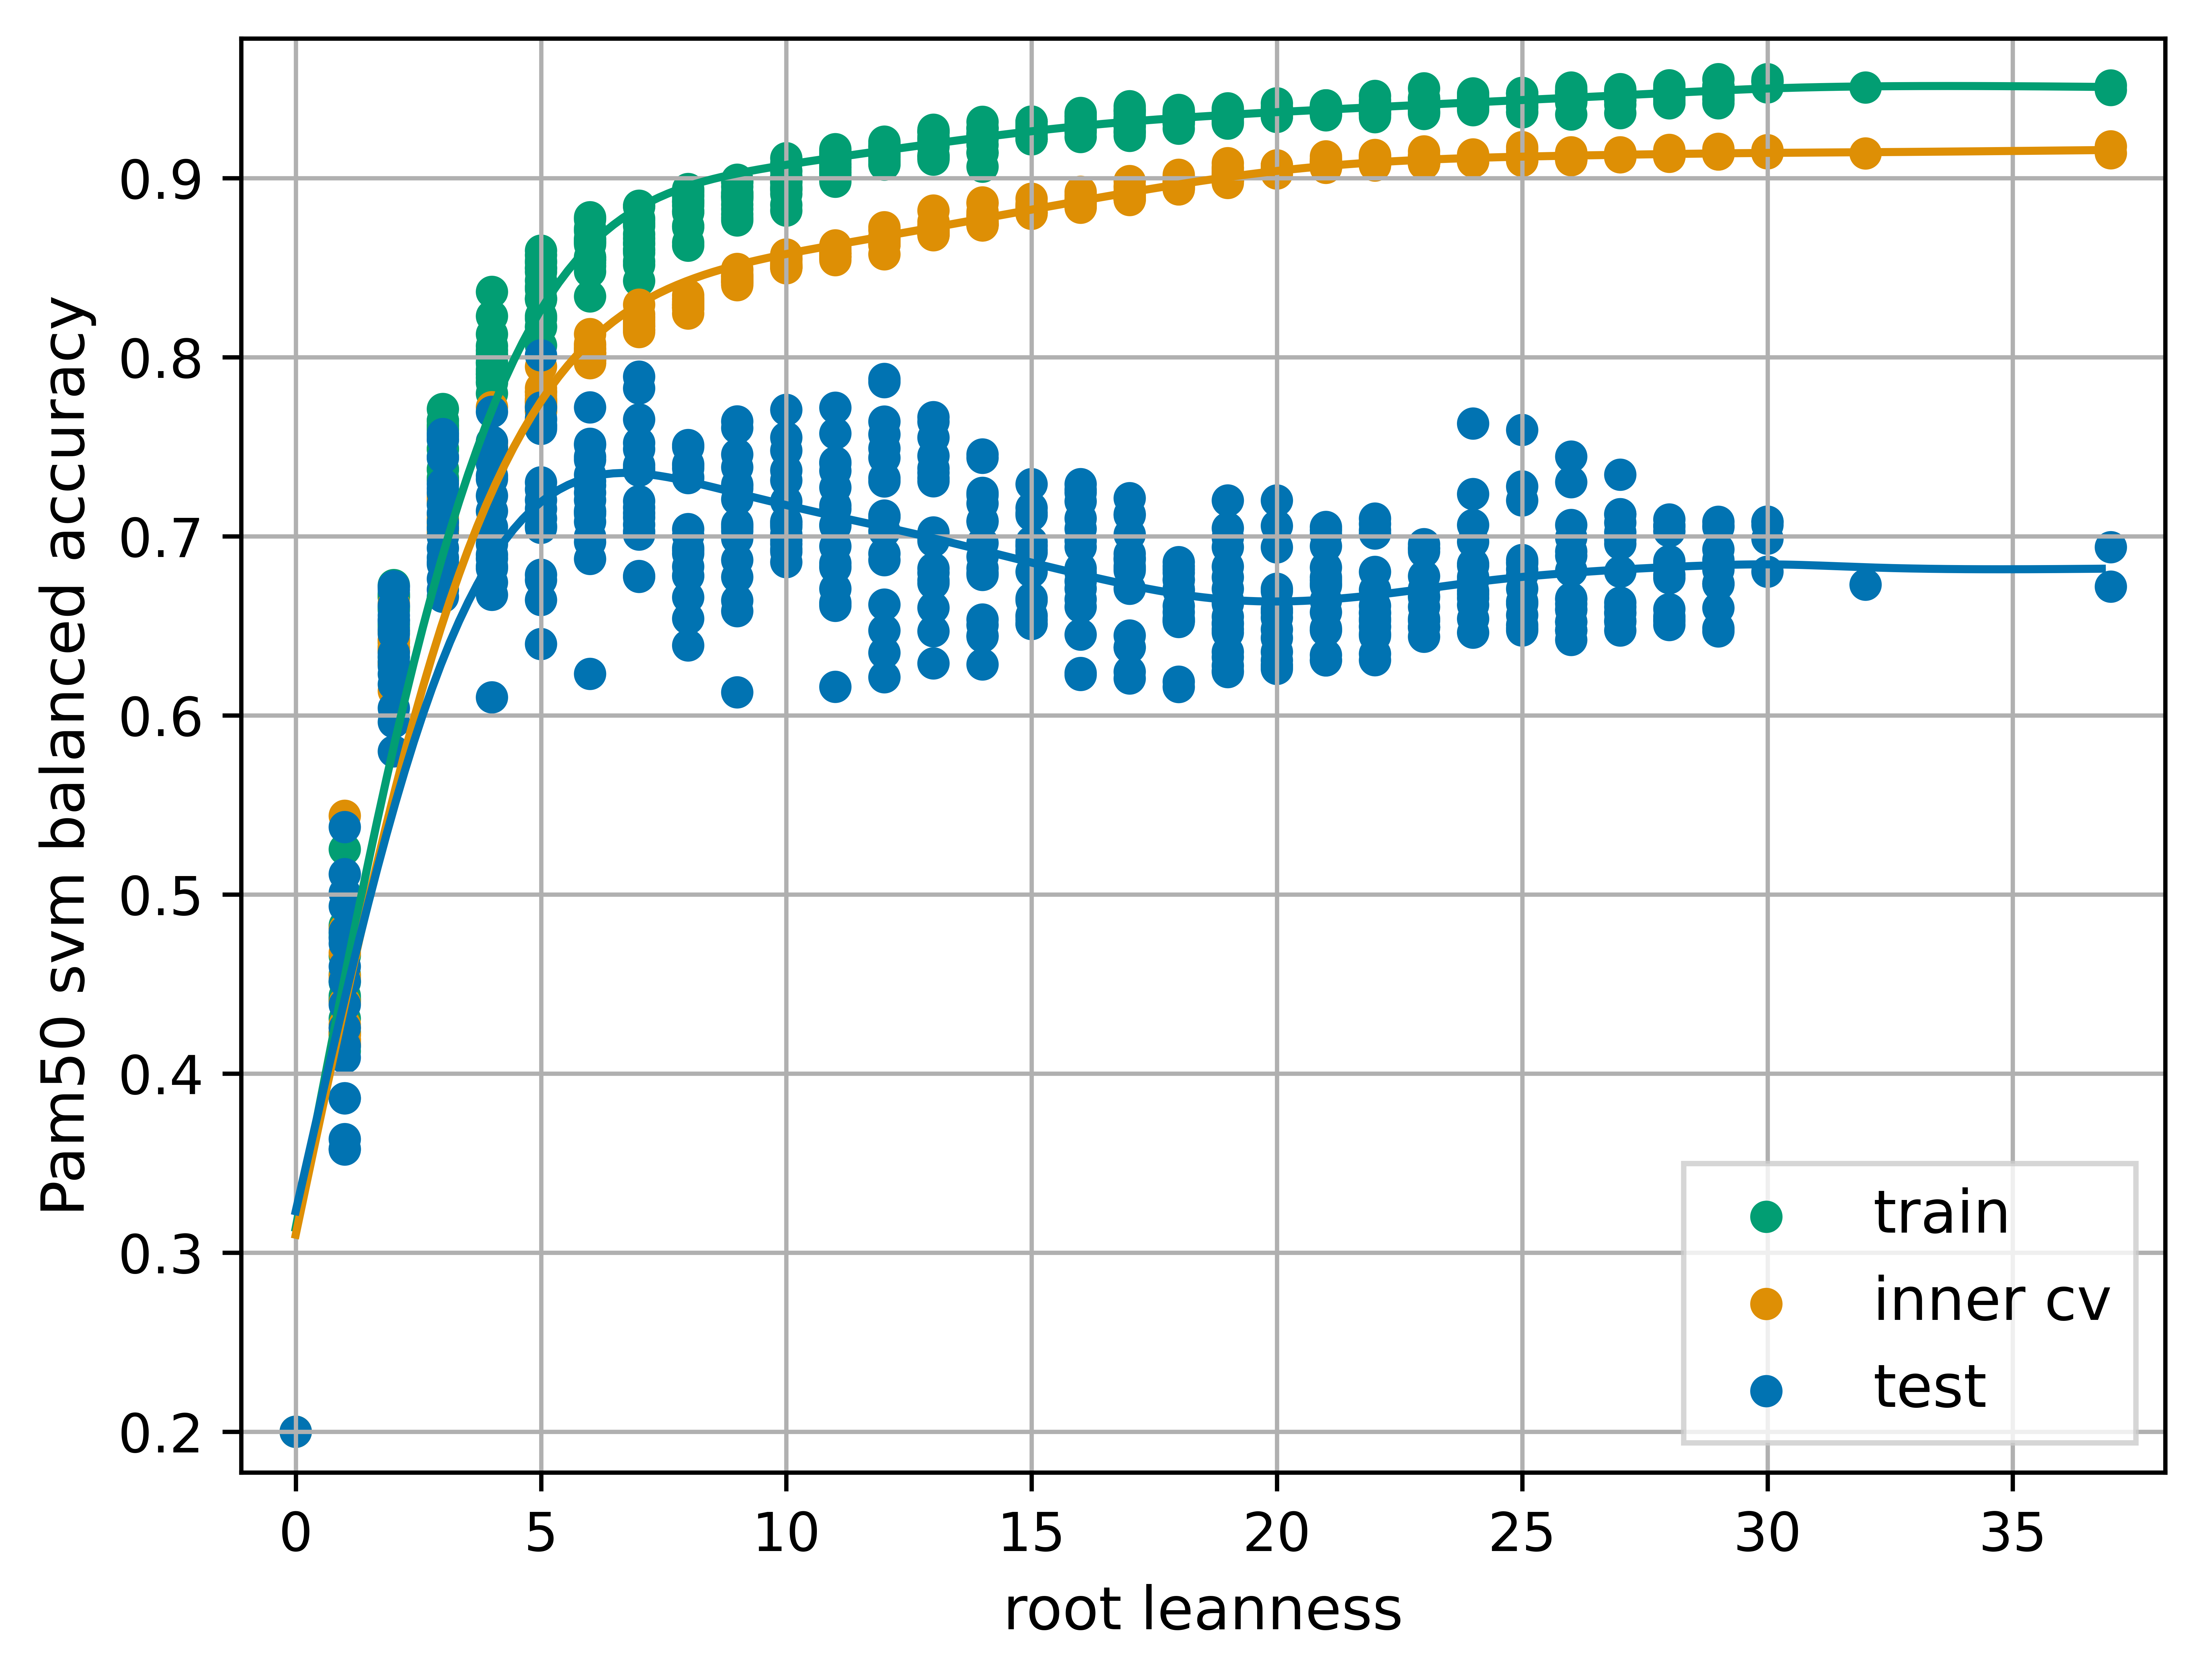 Pam50 svm balanced accuracy
0.9
0.8
0.7
0.6
0.5
0.4
0.3
0.2
train
inner cv
test
0 5 10 15 20 25 30 35
root leanness